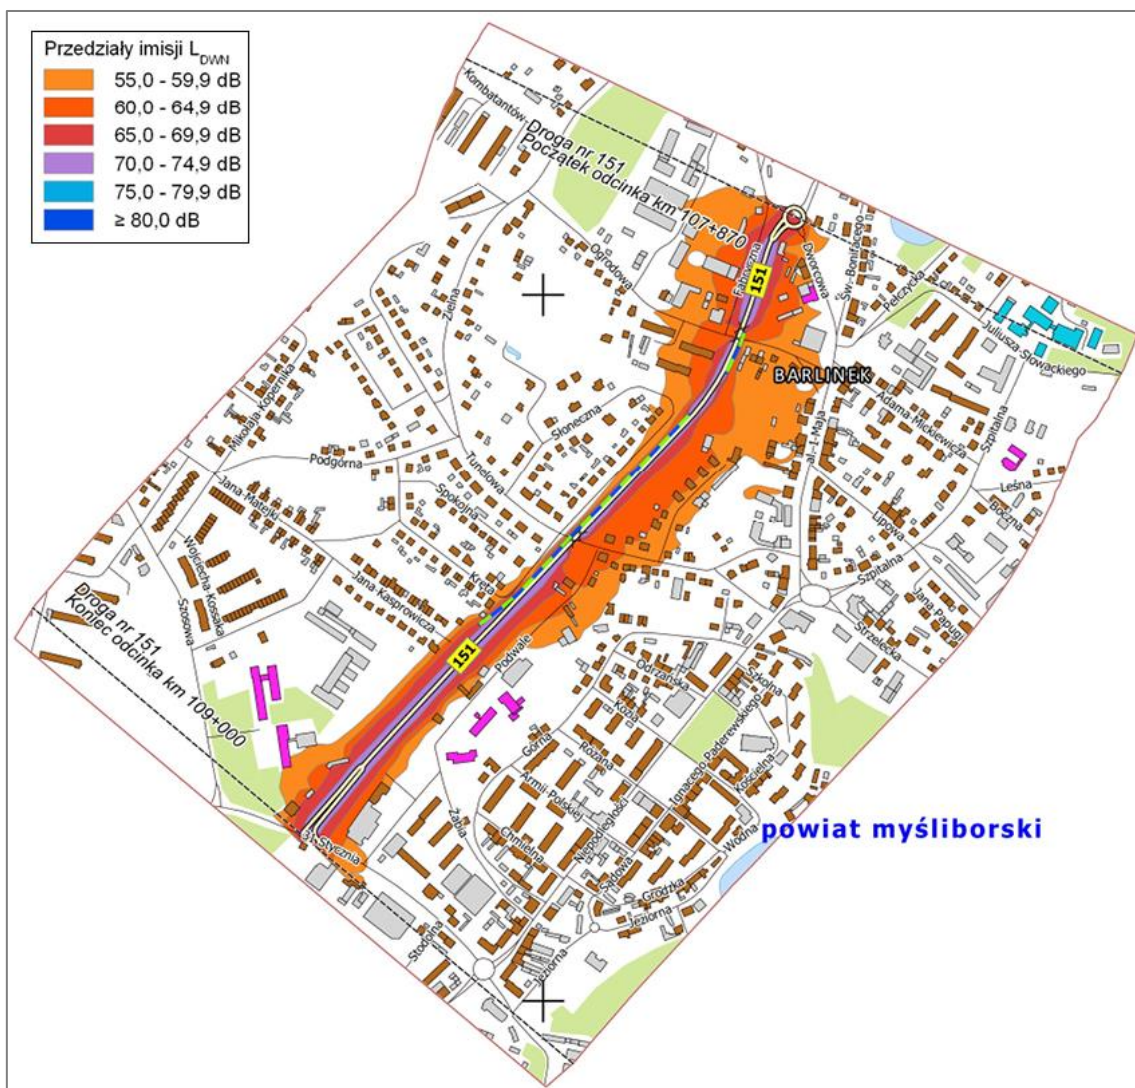 Przedziały imisji L_DWN
55,0 - 59,9 dB
60,0 - 64,9 dB
65,0 - 69,9 dB
70,0 - 74,9 dB
75,0 - 79,9 dB
≥ 80,0 dB
Kombatantów
Droga nr 151
Początek odcinka km 107+870
Ogrodowa
Fabryczna
151
Dworcowa
Św. Bonifacego
Pełczycka
Juliusza Słowackiego
Zielna
BARLINEK
Mikołaja Kopernika
Słoneczna
Adama Mickiewicza
Szpitalna
al. 1 Maja
Podgórna
Tunelowa
Leśna
Jana Matejki
Spokojna
Boczna
Lipowa
Wojciecha Kossaka
Kręta
Szpitalna
Jana Kasprowicza
Jana Papugi
Szosowa
Droga nr 151
Koniec odcinka km 109+000
Strzelecka
151
Podwale
Odrzańska
Szkolna
Kozia
Górna
Różana
Ignacego Paderewskiego
Kościelna
Armii Polskiej
Niepodległości
powiat myśliborski
Żabia
Chmielna
Wodna
31 Stycznia
Sądowa
Grodzka
Jeziorna
Stodolna
Jeziorna